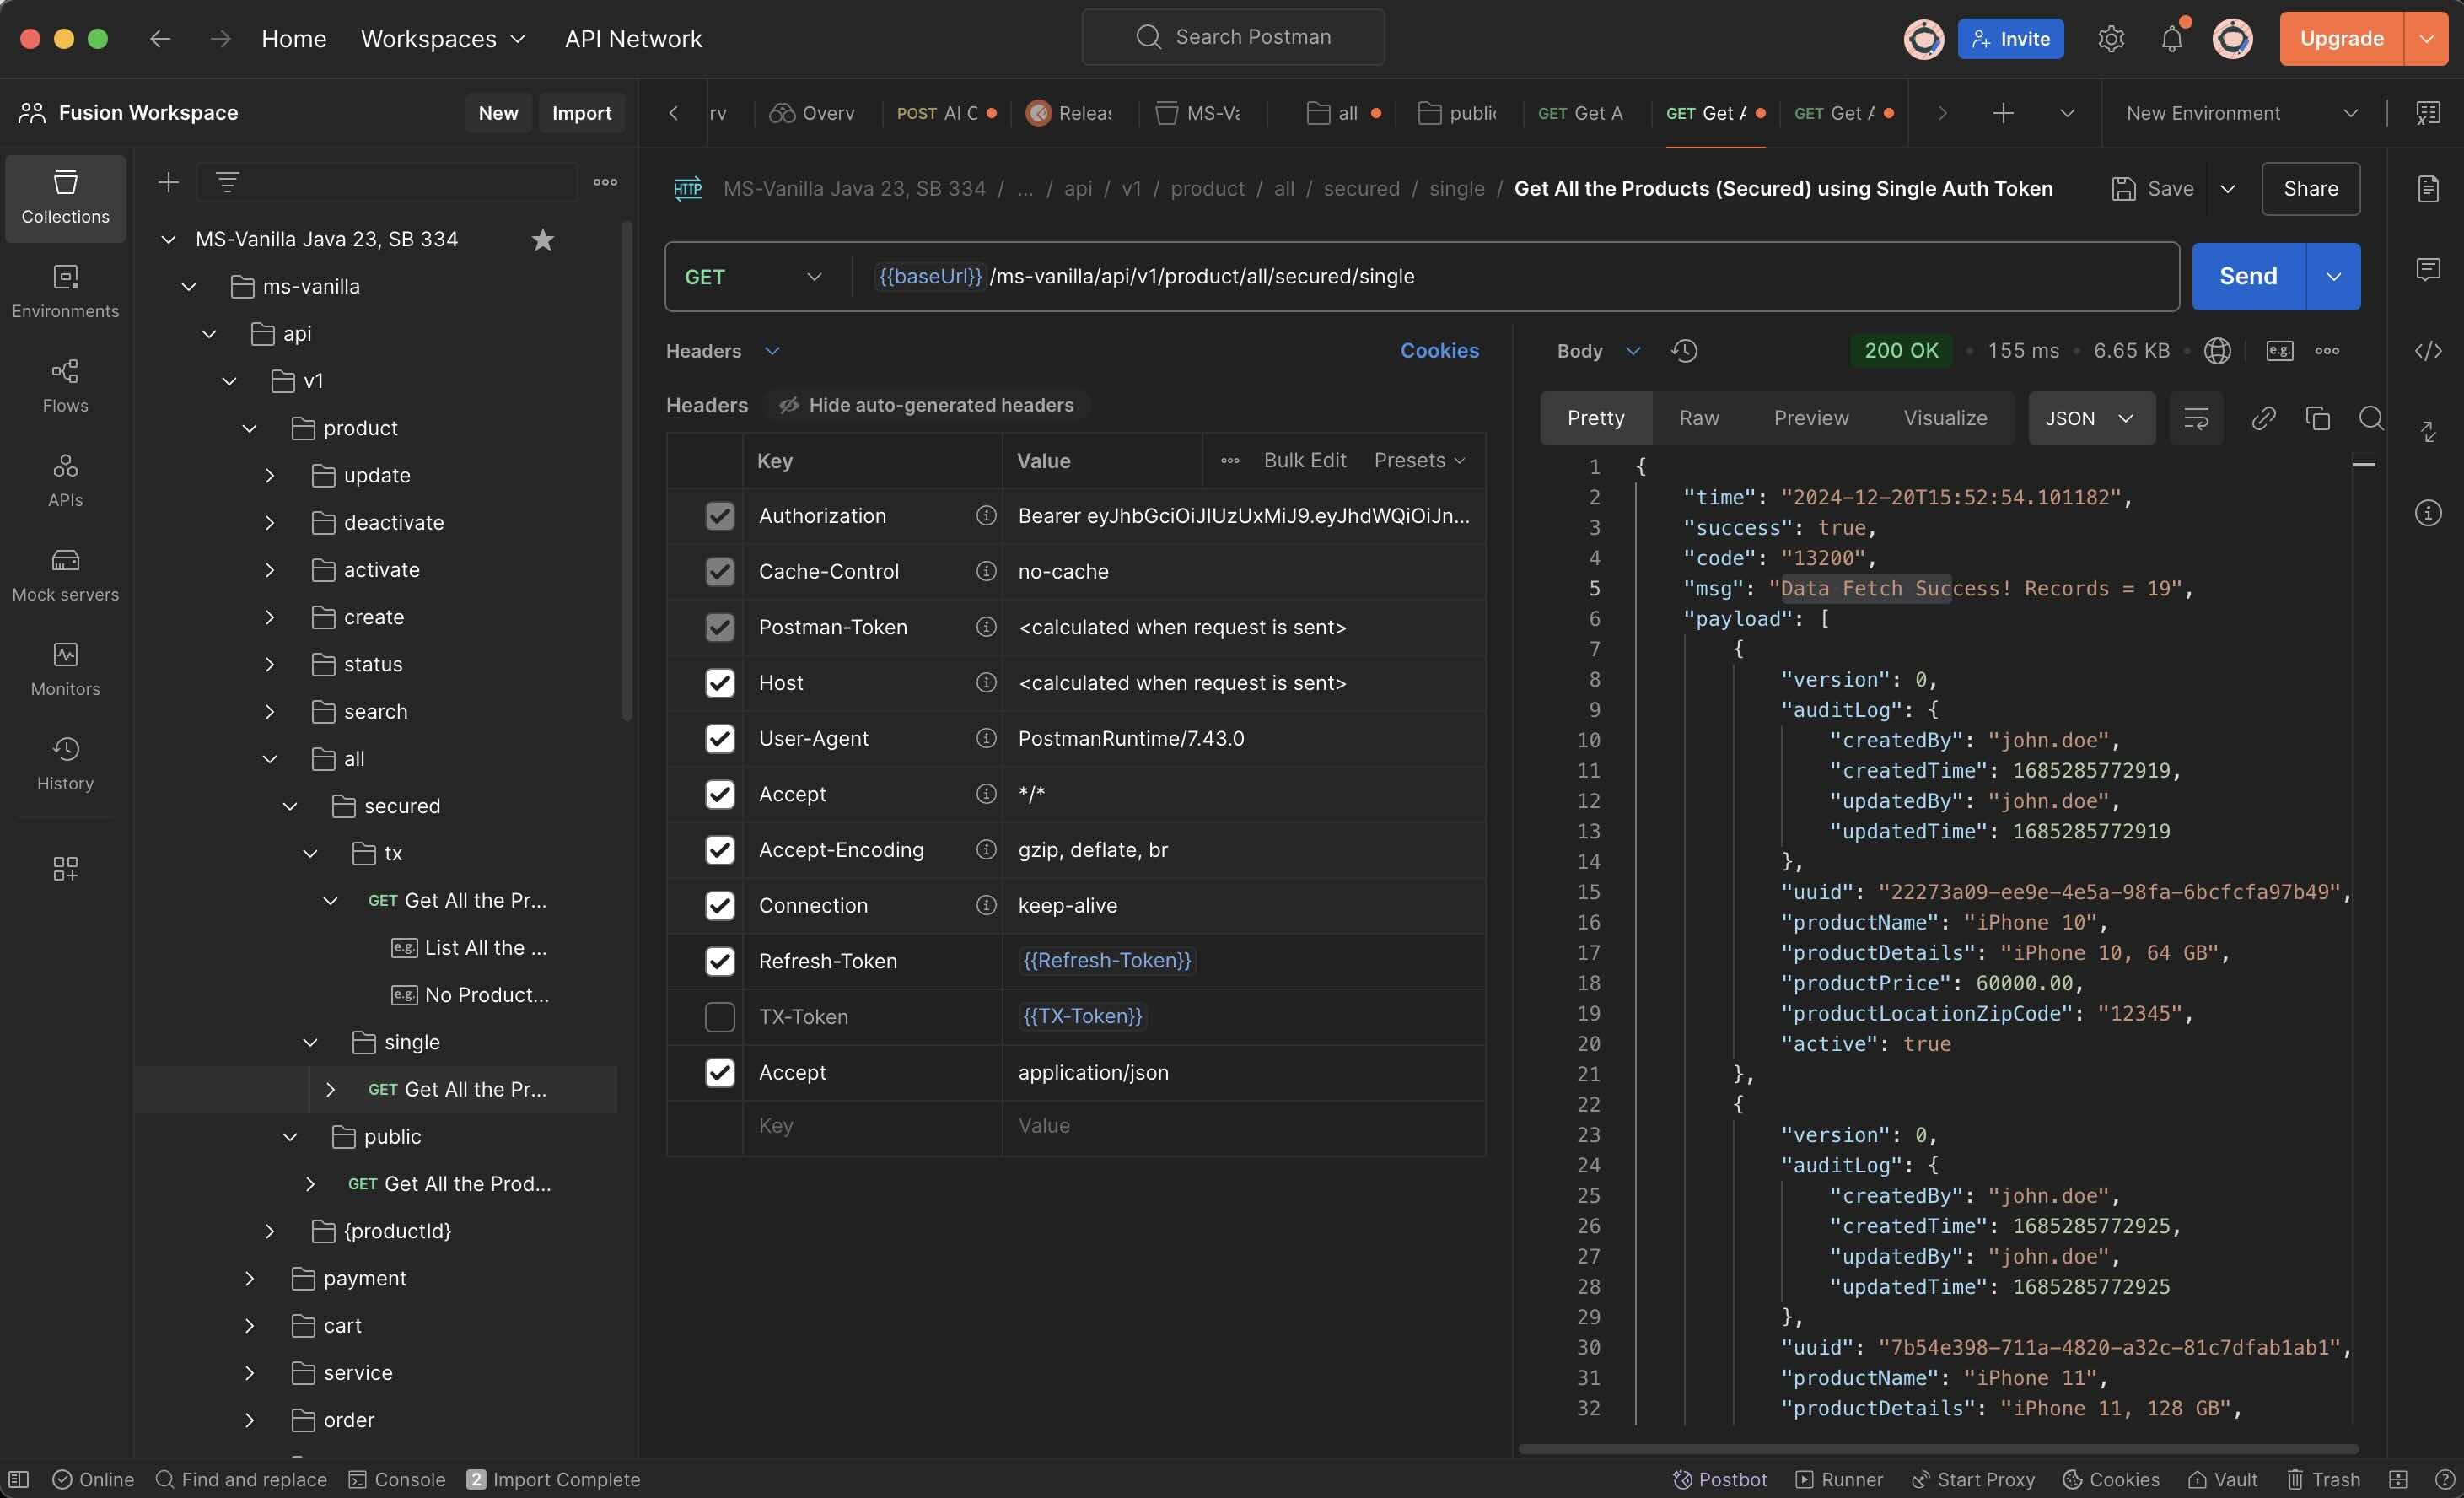 Home Workspaces API Network
Search Postman
Invite
Upgrade
Fusion Workspace
New Import
rv
Overv
POST AI C
Releas
MS-Va
all
public
GET Get A
GET Get A
GET Get A
New Environment
Collections
Environments
Flows
APIs
Mock servers
Monitors
History
MS-Vanilla Java 23, SB 334
ms-vanilla
api
v1
product
update
deactivate
activate
create
status
search
all
secured
tx
GET Get All the Pr...
e.g. List All the ...
e.g. No Product...
single
GET Get All the Pr...
public
GET Get All the Prod...
{productId}
payment
cart
service
order
HTTP MS-Vanilla Java 23, SB 334 / ... / api / v1 / product / all / secured / single / Get All the Products (Secured) using Single Auth Token
Save
Share
GET
{{baseUrl}} /ms-vanilla/api/v1/product/all/secured/single
Send
Headers
Cookies
Headers Hide auto-generated headers
Key Value Bulk Edit Presets
Authorization Bearer eyJhbGciOiJIUzUxMiJ9.eyJhdWQiOiJn...
Cache-Control no-cache
Postman-Token <calculated when request is sent>
Host <calculated when request is sent>
User-Agent PostmanRuntime/7.43.0
Accept */*
Accept-Encoding gzip, deflate, br
Connection keep-alive
Refresh-Token {{Refresh-Token}}
TX-Token {{TX-Token}}
Accept application/json
Key Value
Body
200 OK • 155 ms • 6.65 KB •
e.g.
Pretty Raw Preview Visualize JSON
1 {
2 "time": "2024-12-20T15:52:54.101182",
3 "success": true,
4 "code": "13200",
5 "msg": "Data Fetch Success! Records = 19",
6 "payload": [
7 {
8 "version": 0,
9 "auditLog": {
10 "createdBy": "john.doe",
11 "createdTime": 1685285772919,
12 "updatedBy": "john.doe",
13 "updatedTime": 1685285772919
14 },
15 "uuid": "22273a09-ee9e-4e5a-98fa-6bcfcfa97b49",
16 "productName": "iPhone 10",
17 "productDetails": "iPhone 10, 64 GB",
18 "productPrice": 60000.00,
19 "productLocationZipCode": "12345",
20 "active": true
21 },
22 {
23 "version": 0,
24 "auditLog": {
25 "createdBy": "john.doe",
26 "createdTime": 1685285772925,
27 "updatedBy": "john.doe",
28 "updatedTime": 1685285772925
29 },
30 "uuid": "7b54e398-711a-4820-a32c-81c7dfab1ab1",
31 "productName": "iPhone 11",
32 "productDetails": "iPhone 11, 128 GB",
Online Find and replace Console 2 Import Complete
Postbot Runner Start Proxy Cookies Vault Trash